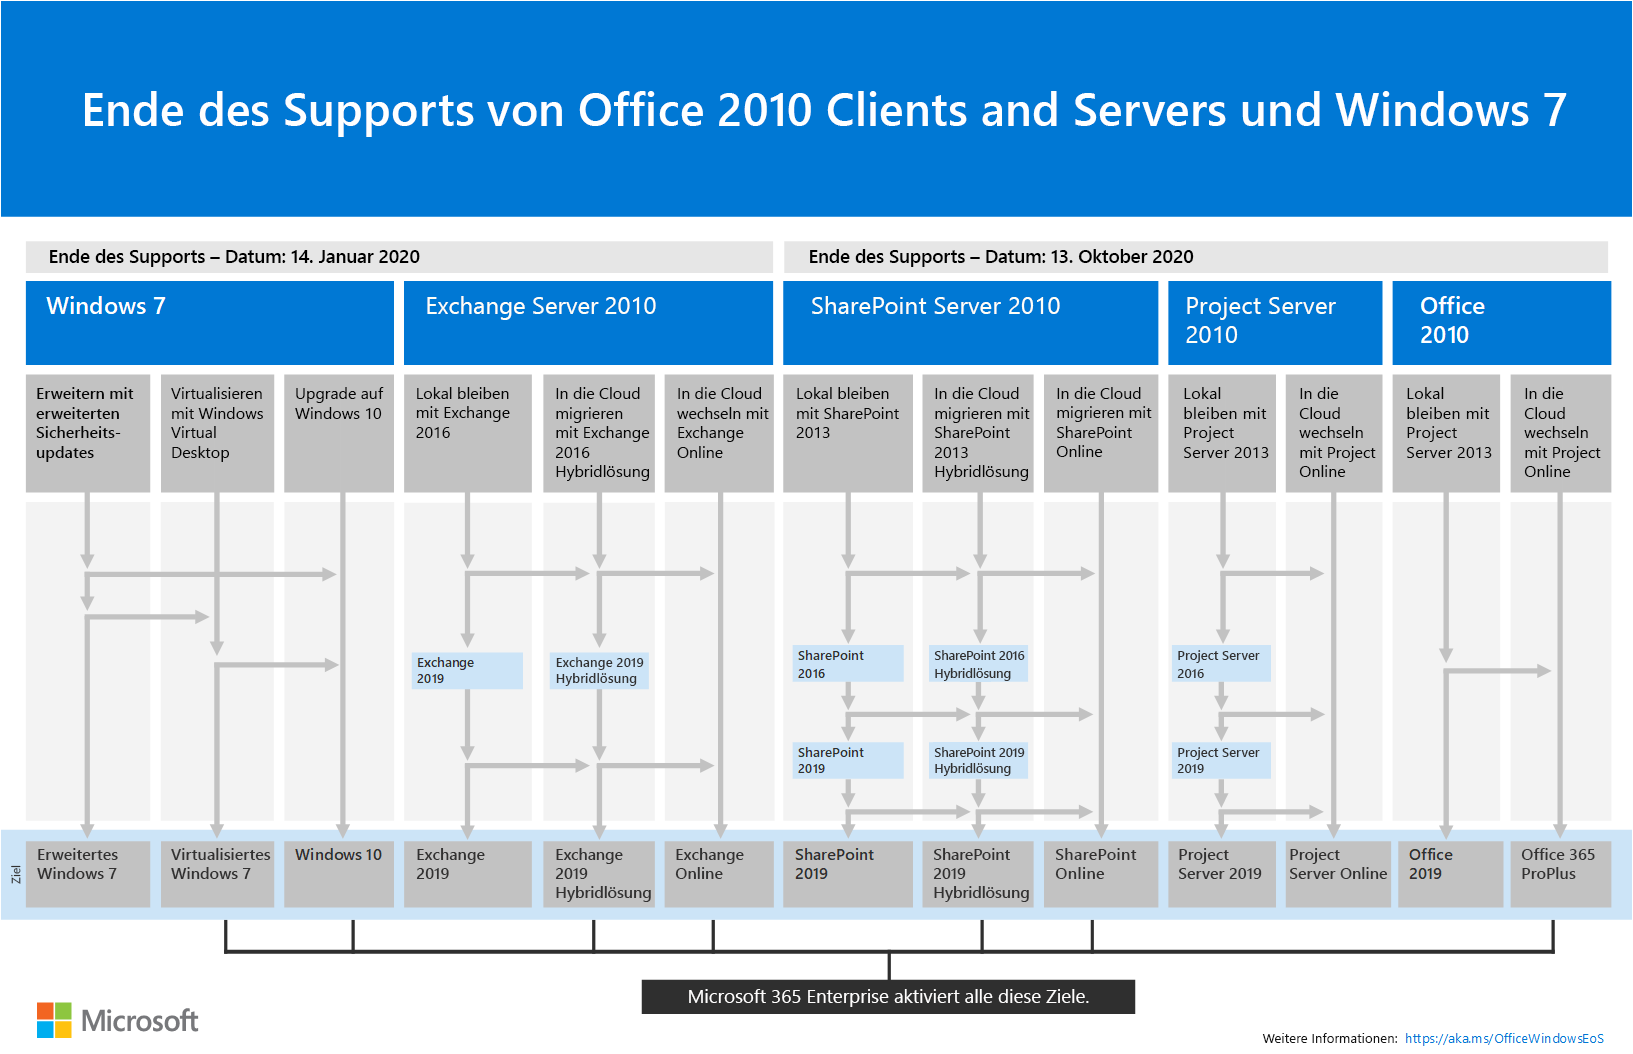 Ende des Supports von Office 2010 Clients and Servers und Windows 7
Ende des Supports – Datum: 14. Januar 2020
Ende des Supports – Datum: 13. Oktober 2020
Windows 7
Exchange Server 2010
SharePoint Server 2010
Project Server
2010
Office
2010
Erweitern mit
erweiterten
Sicherheits-
updates
Virtualisieren
mit Windows
Virtual
Desktop
Upgrade auf
Windows 10
Lokal bleiben
mit Exchange
2016
In die Cloud
migrieren
mit Exchange
2016
Hybridlösung
In die Cloud
wechseln mit
Exchange
Online
Lokal bleiben
mit SharePoint
2013
In die Cloud
migrieren mit
SharePoint
2013
Hybridlösung
In die Cloud
migrieren mit
SharePoint
Online
Lokal
bleiben mit
Project
Server 2013
In die
Cloud
wechseln
mit Project
Online
Lokal
bleiben mit
Project
Server 2013
In die
Cloud
wechseln
mit Project
Online
Exchange
2019
Exchange 2019
Hybridlösung
SharePoint
2016
SharePoint 2016
Hybridlösung
Project Server
2016
SharePoint
2019
SharePoint 2019
Hybridlösung
Project Server
2019
Ziel
Erweitertes
Windows 7
Virtualisiertes
Windows 7
Windows 10
Exchange
2019
Exchange
2019
Hybridlösung
Exchange
Online
SharePoint
2019
SharePoint
2019
Hybridlösung
SharePoint
Online
Project
Server 2019
Project
Server Online
Office
2019
Office 365
ProPlus
Microsoft 365 Enterprise aktiviert alle diese Ziele.
Microsoft
Weitere Informationen: https://aka.ms/OfficeWindowsEoS